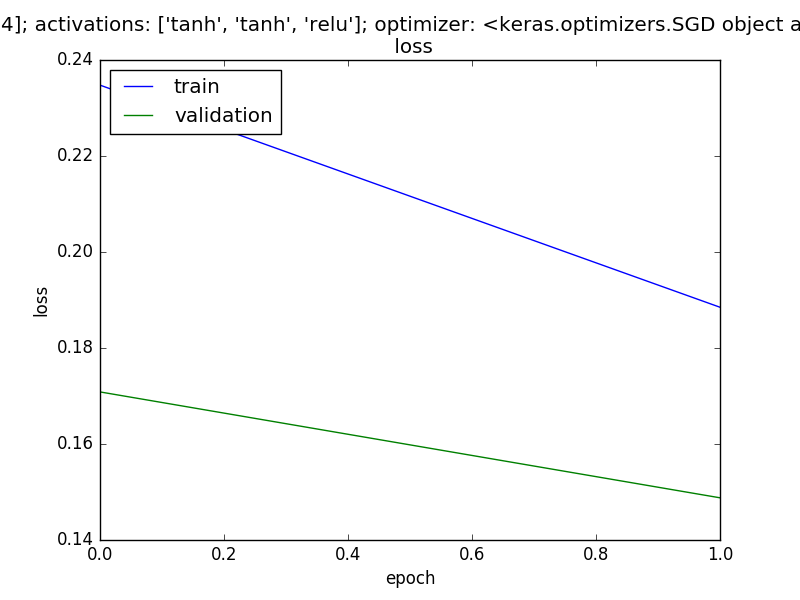 4]; activations: ['tanh', 'tanh', 'relu']; optimizer: <keras.optimizers.SGD object a
loss
train
validation
0.24
0.22
0.20
0.18
0.16
0.14
loss
0.0 0.2 0.4 0.6 0.8 1.0
epoch